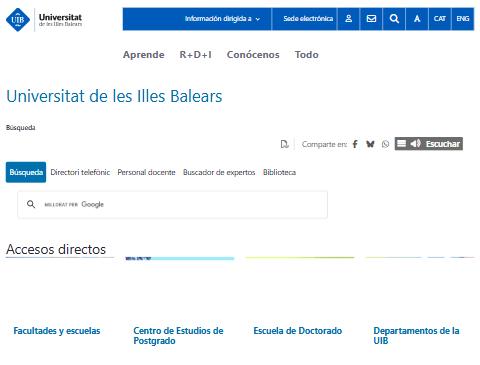 UIB
Universitat
de les Illes Balears
Información dirigida a
Sede electrónica
A
CAT
ENG
Aprende R+D+I Conócenos Todo
Universitat de les Illes Balears
Búsqueda
Comparte en:
Escuchar
Búsqueda Directori telefònic Personal docente Buscador de expertos Biblioteca
MILLORAT PER Google
Accesos directos
Facultades y escuelas
Centro de Estudios de
Postgrado
Escuela de Doctorado
Departamentos de la
UIB